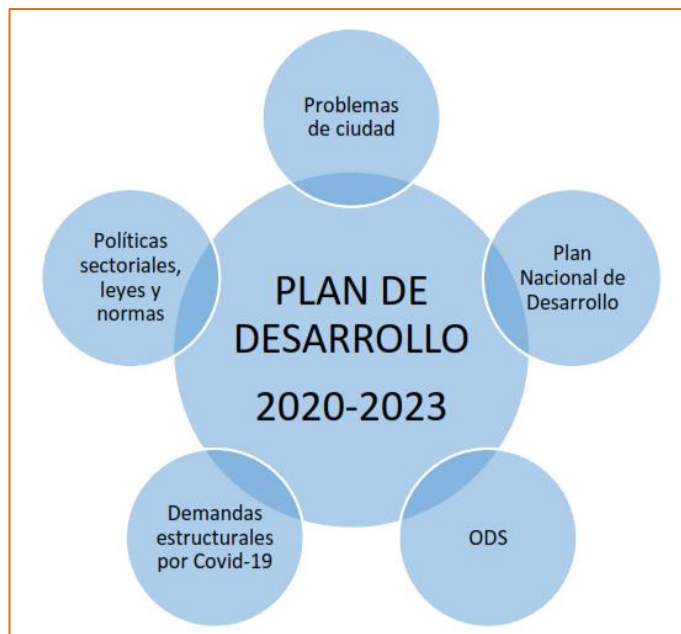 Problemas
de ciudad
Políticas
sectoriales,
leyes y
normas
Plan
Nacional de
Desarrollo
PLAN DE
DESARROLLO
2020-2023
Demandas
estructurales
por Covid-19
ODS